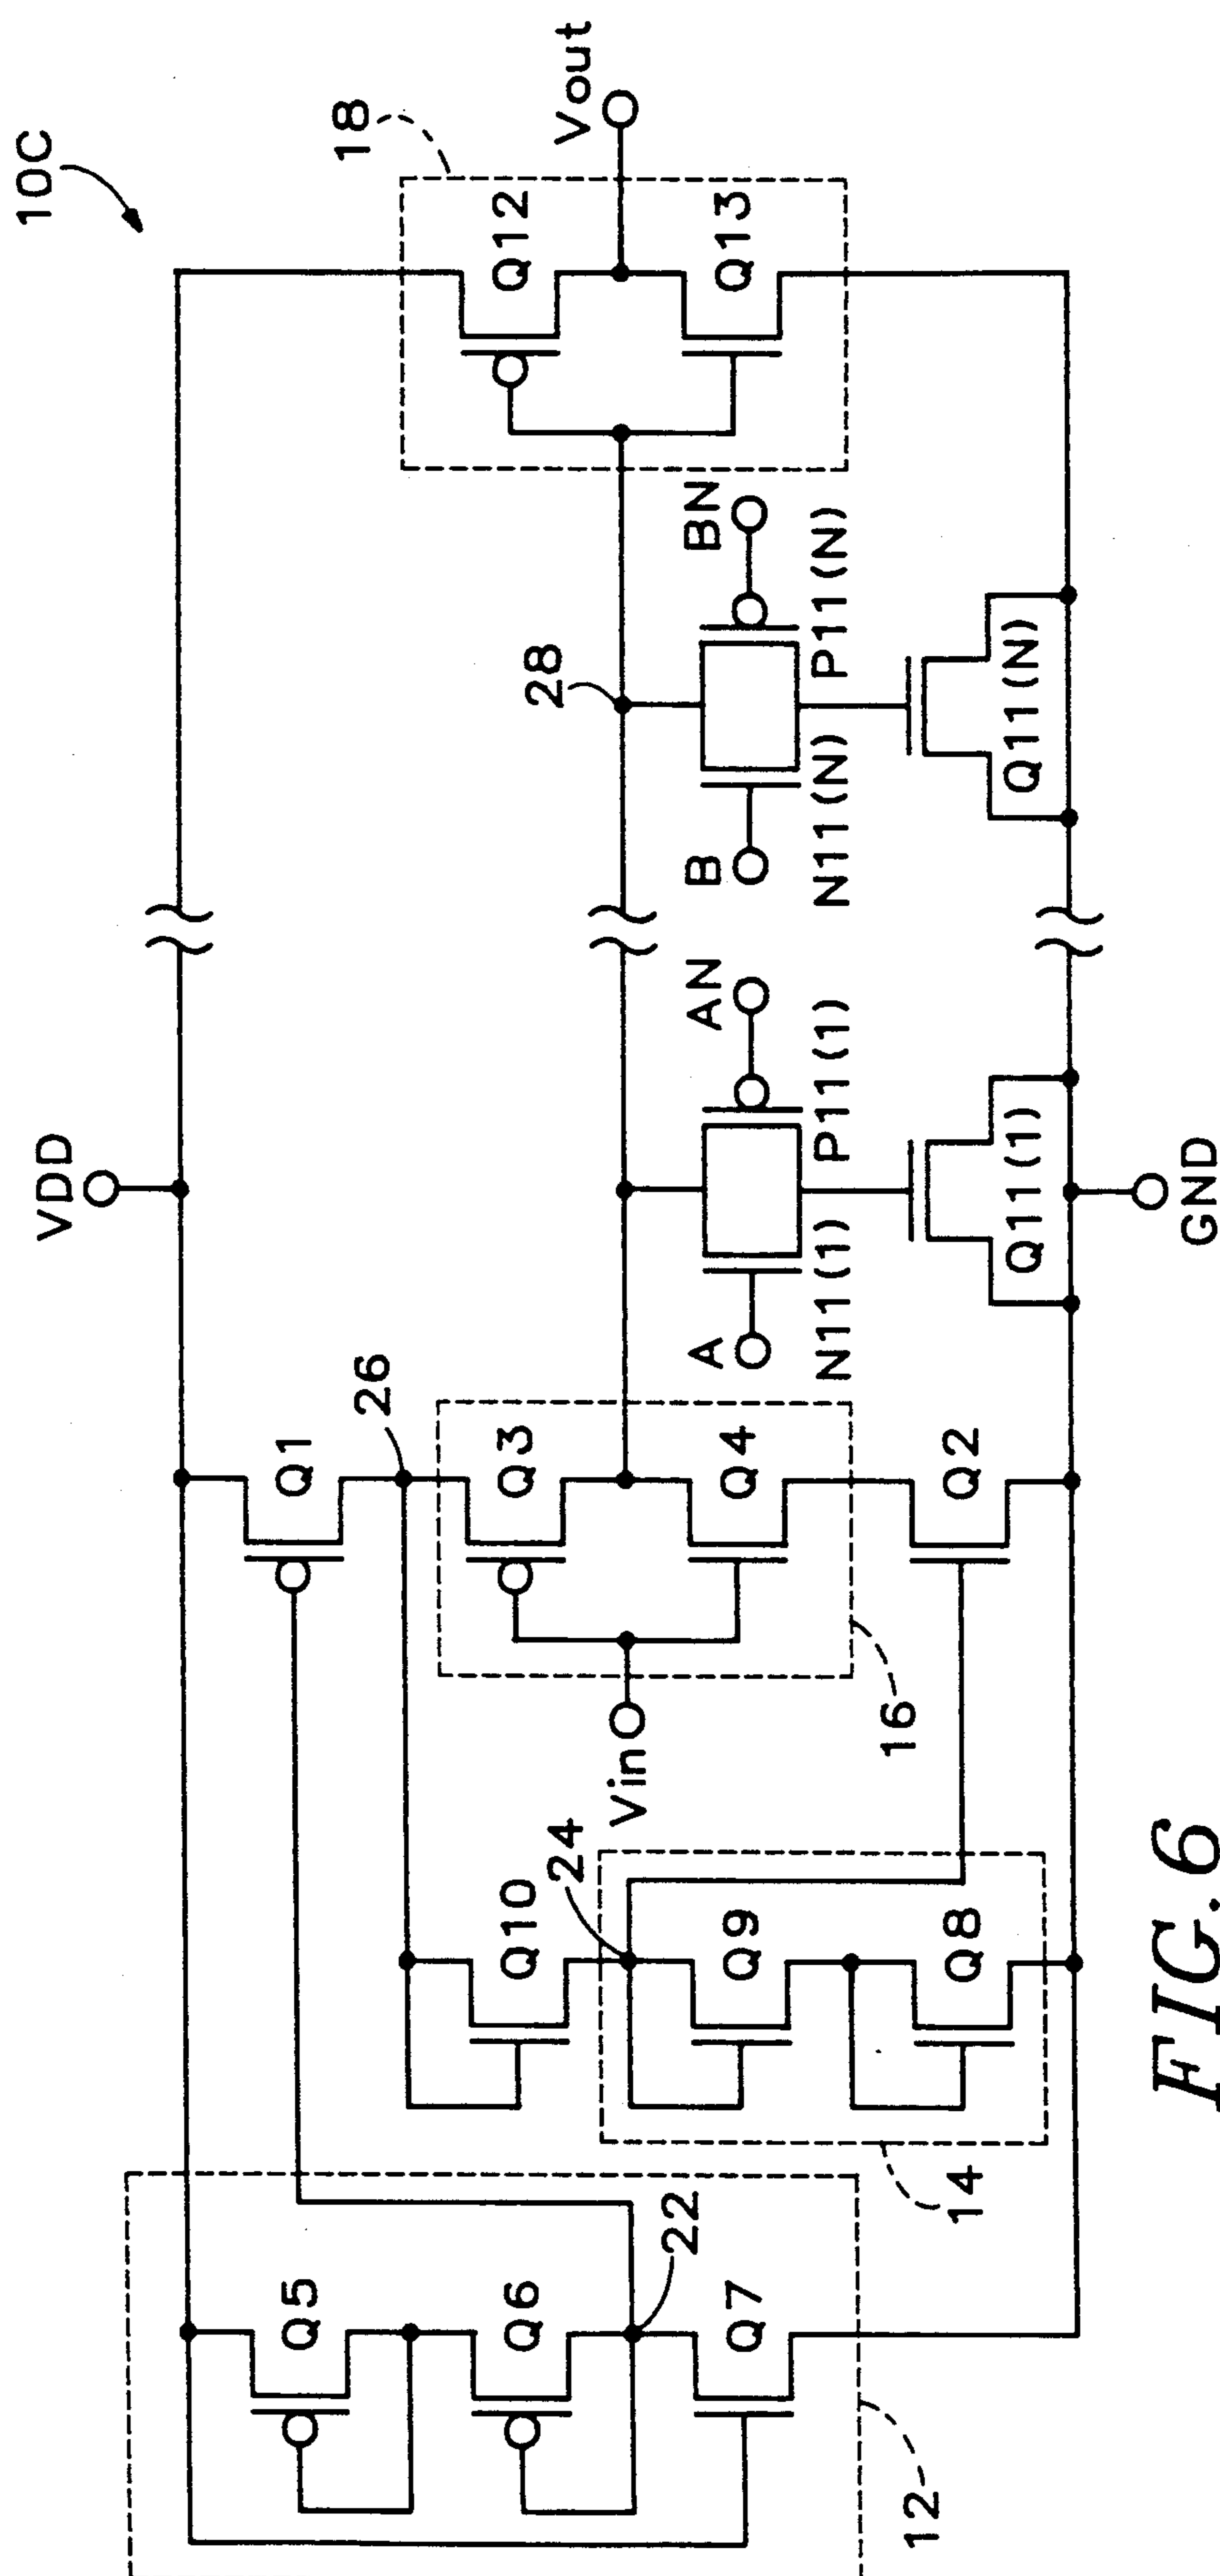 10C
VDD
18
Q12
Vout
Q13
28
B
BN
N11(N)
P11(N)
Q11(N)
A
AN
N11(1)
P11(1)
Q11(1)
GND
Q1
26
Q3
Q4
Q2
Vin
16
Q10
24
Q9
Q8
14
Q5
Q6
22
Q7
12
FIG.6